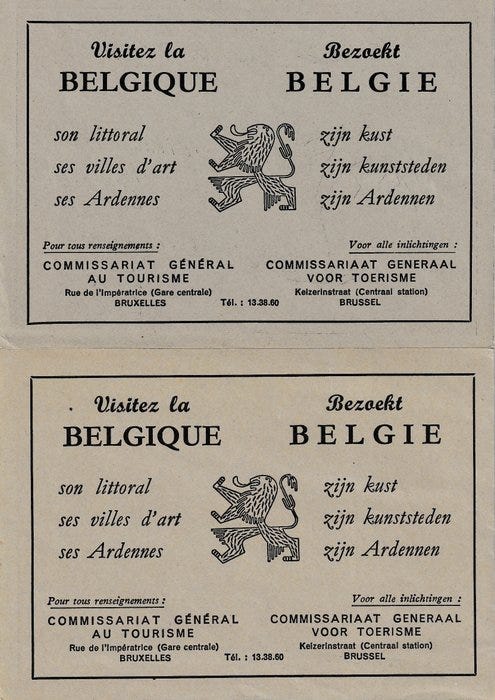 Visitez la
BELGIQUE
son littoral
ses villes d'art
ses Ardennes
Bezoekt
BELGIE
zijn kust
zijn kunststeden
zijn Ardennen
Pour tous renseignements :
COMMISSARIAT GÉNÉRAL
AU TOURISME
Rue de l'Impératrice (Gare centrale)
BRUXELLES
Tél. : 13.38.60
Voor alle inlichtingen :
COMMISSARIAAT GENERAAL
VOOR TOERISME
Keizerinstraat (Centraal station)
BRUSSEL
Visitez la
BELGIQUE
son littoral
ses villes d'art
ses Ardennes
Bezoekt
BELGIE
zijn kust
zijn kunststeden
zijn Ardennen
Pour tous renseignements :
COMMISSARIAT GÉNÉRAL
AU TOURISME
Rue de l'Impératrice (Gare centrale)
BRUXELLES
Tél. : 13.38.60
Voor alle inlichtingen :
COMMISSARIAAT GENERAAL
VOOR TOERISME
Keizerinstraat (Centraal station)
BRUSSEL